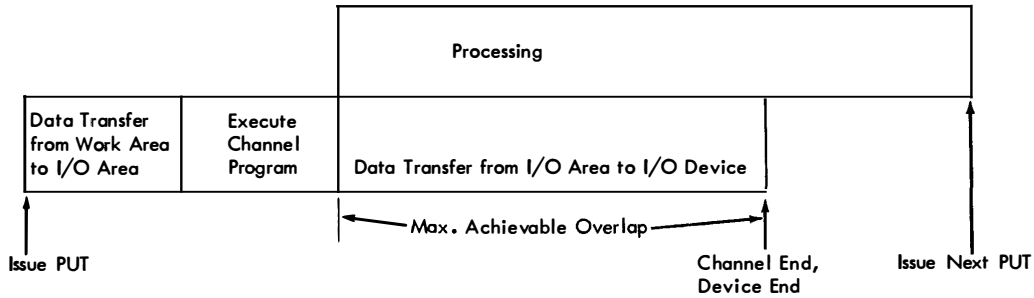 Processing
Data Transfer
from Work Area
to I/O Area
Execute
Channel
Program
Data Transfer from I/O Area to I/O Device
Max. Achievable Overlap
Issue PUT
Channel End,
Device End
Issue Next PUT